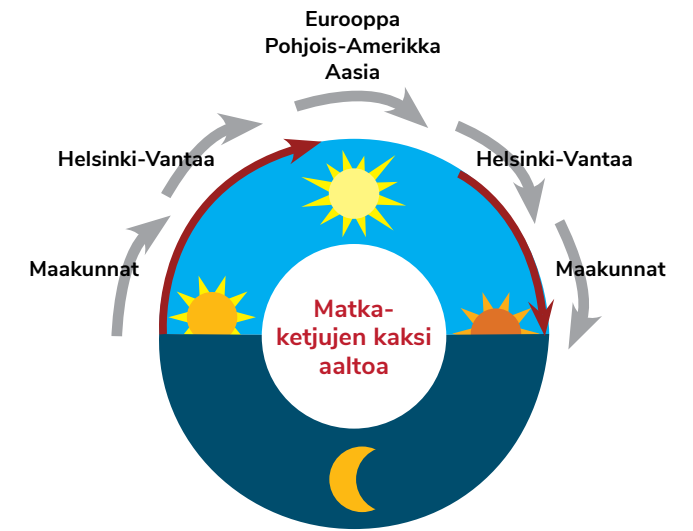 Eurooppa
Pohjois-Amerikka
Aasia
Helsinki-Vantaa
Helsinki-Vantaa
Maakunnat
Maakunnat
Matka-
ketjujen kaksi
aaltoa